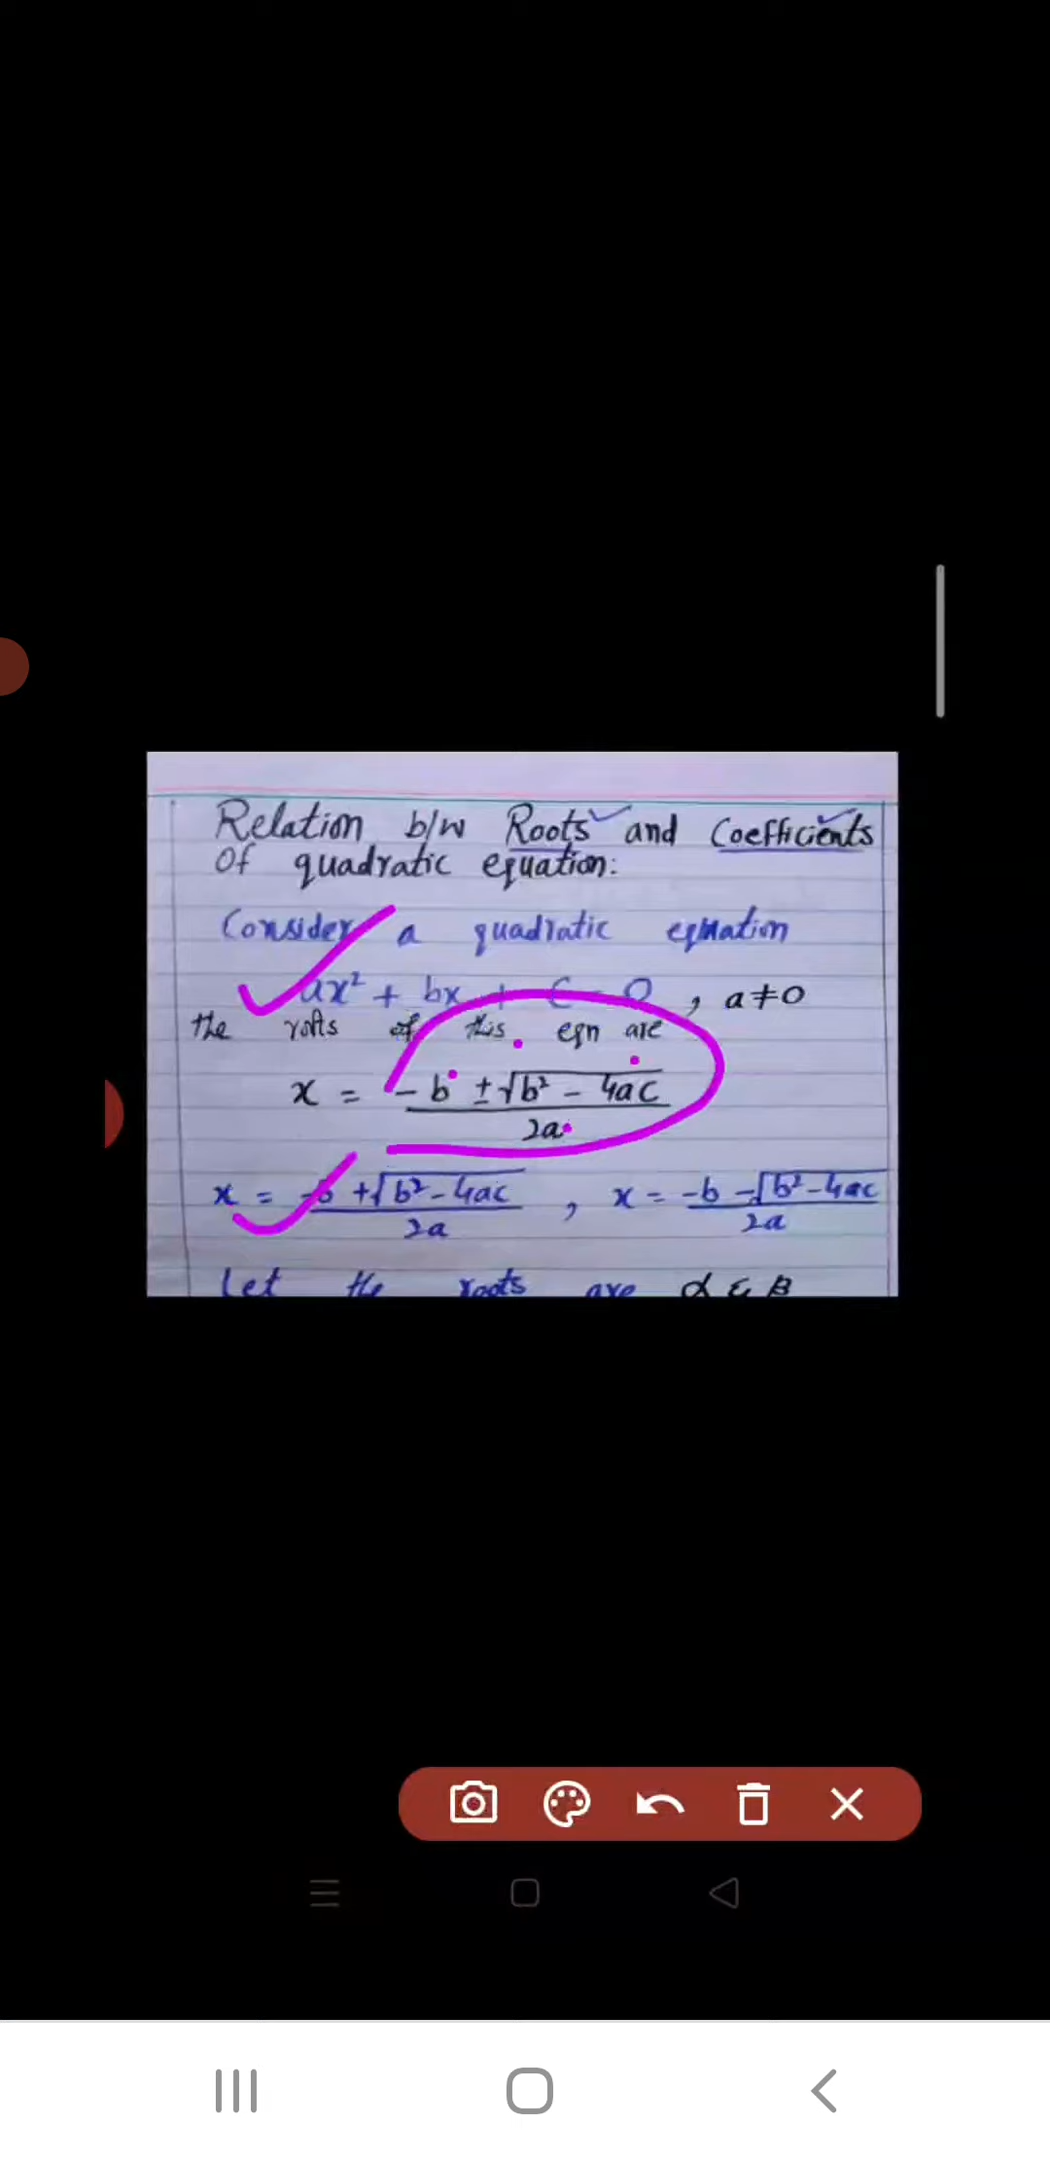 Relation b/w Roots and Coefficients
Of quadratic equation:
Consider a quadratic equation
ax² + bx + c = 0 , a≠0
the roots of this eqn are
x = -b ± √b² - 4ac / 2a
x = -b + √b² - 4ac / 2a , x = -b - √b² - 4ac / 2a
Let the roots are α & β